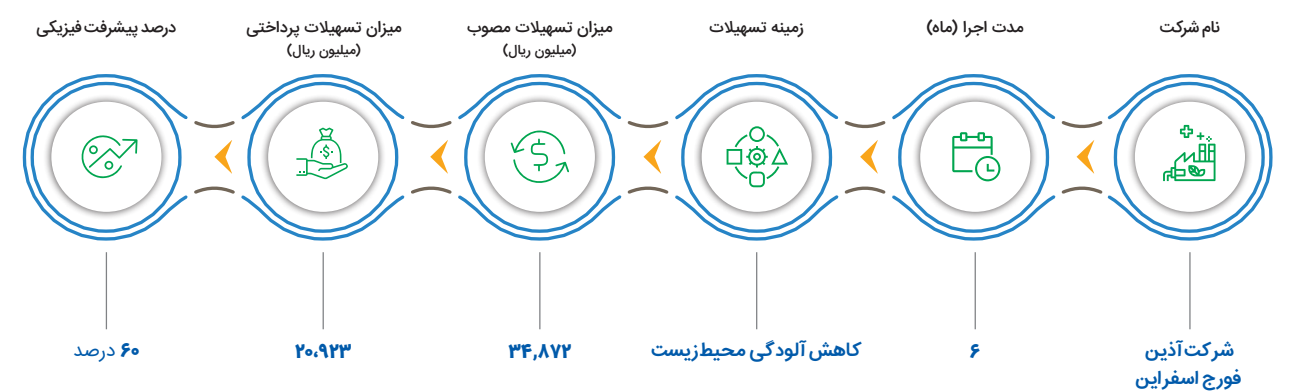 نام شرکت
مدت اجرا (ماه)
زمینه تسهیلات
میزان تسهیلات مصوب
(میلیون ریال)
میزان تسهیلات پرداختی
(میلیون ریال)
درصد پیشرفت فیزیکی
شرکت آذین
فورج اسفراین
۶
کاهش آلودگی محیط زیست
۳۴,۸۷۲
۲۰،۹۲۳
۶۰ درصد